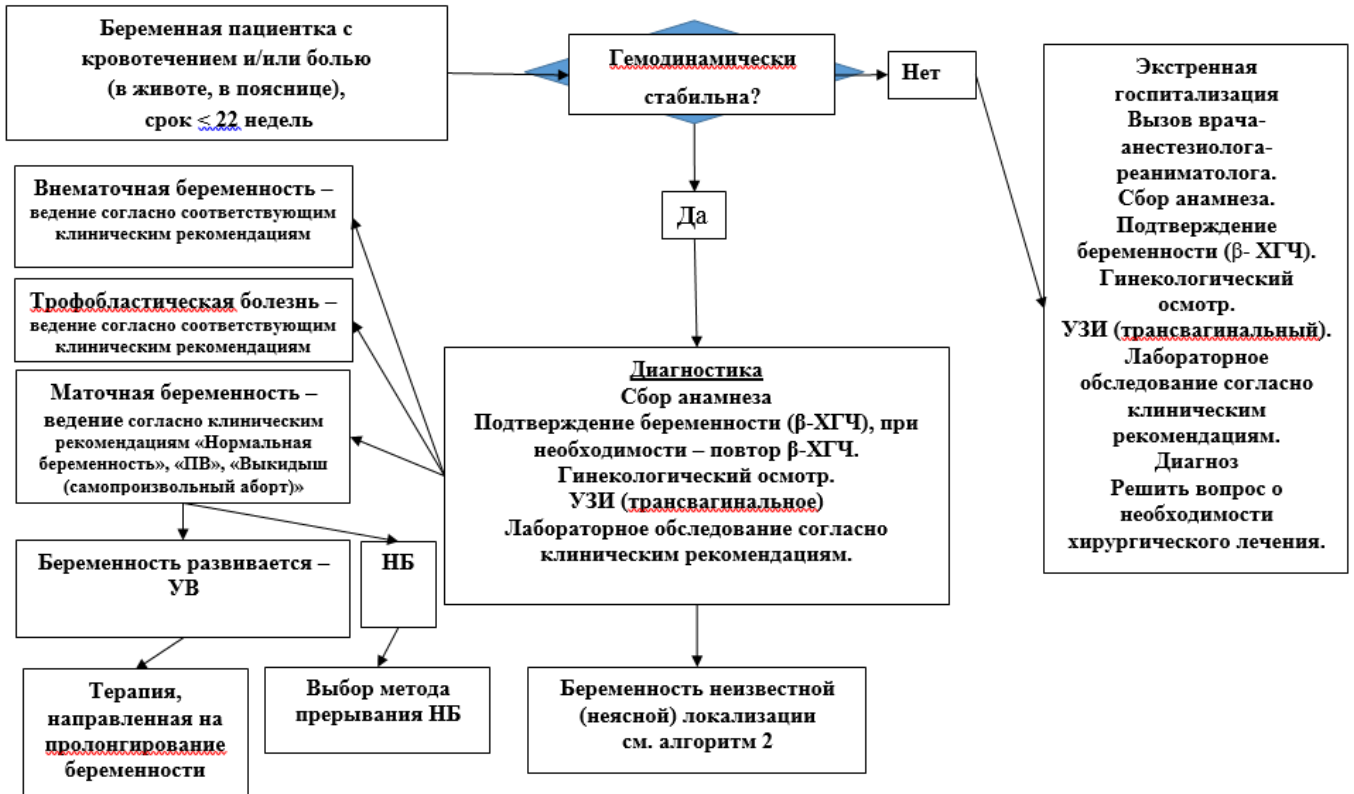 Беременная пациентка с
кровотечением и/или болью
(в животе, в пояснице),
срок < 22 недель
Гемодинамически
стабильна?
Нет
Экстренная
госпитализация
Вызов врача-
анестезиолога-
реаниматолога.
Сбор анамнеза.
Подтверждение
беременности (β- ХГЧ).
Гинекологический
осмотр.
УЗИ (трансвагинальный).
Лабораторное
обследование согласно
клиническим
рекомендациям.
Диагноз
Решить вопрос о
необходимости
хирургического лечения.
Да
Внематочная беременность –
ведение согласно соответствующим
клиническим рекомендациям
Трофобластическая болезнь –
ведение согласно соответствующим
клиническим рекомендациям
Маточная беременность –
ведение согласно клиническим
рекомендациям «Нормальная
беременность», «ПВ», «Выкидыш
(самопроизвольный аборт)»
Диагностика
Сбор анамнеза
Подтверждение беременности (β-ХГЧ), при
необходимости – повтор β-ХГЧ.
Гинекологический осмотр.
УЗИ (трансвагинальное)
Лабораторное обследование согласно
клиническим рекомендациям.
Беременность развивается –
УВ
НБ
Терапия,
направленная на
пролонгирование
беременности
Выбор метода
прерывания НБ
Беременность неизвестной
(неясной) локализации
см. алгоритм 2